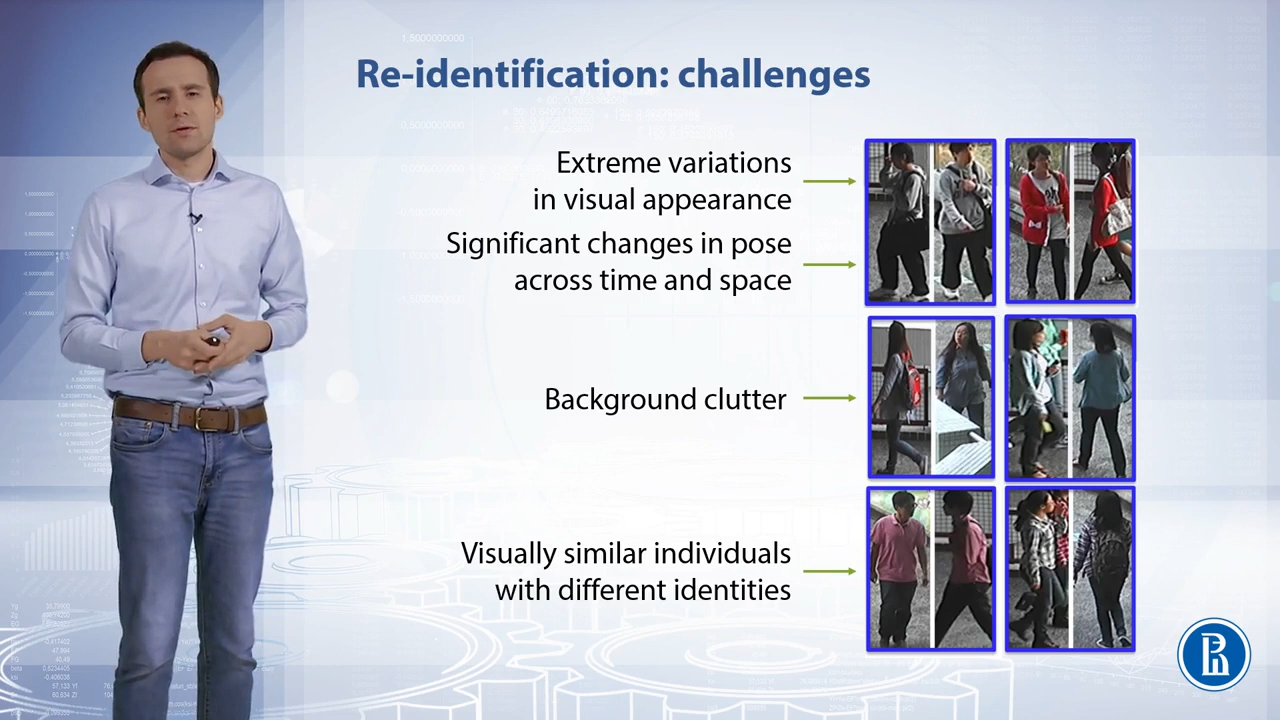 Re-identification: challenges
Extreme variations
in visual appearance
Significant changes in pose
across time and space
Background clutter
Visually similar individuals
with different identities